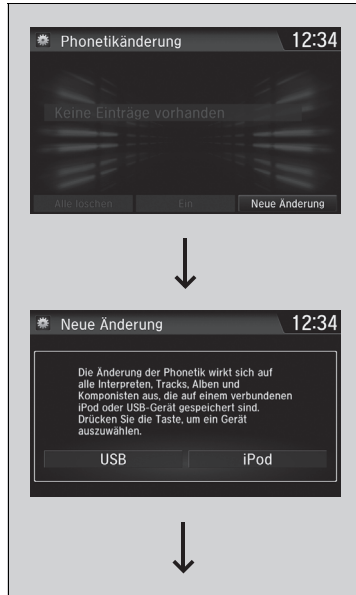 Phonetikänderung 12:34
Keine Einträge vorhanden
Alle löschen Ein Neue Änderung
Neue Änderung 12:34
Die Änderung der Phonetik wirkt sich auf
alle Interpreten, Tracks, Alben und
Komponisten aus, die auf einem verbundenen
iPod oder USB-Gerät gespeichert sind.
Drücken Sie die Taste, um ein Gerät
auszuwählen.
USB iPod